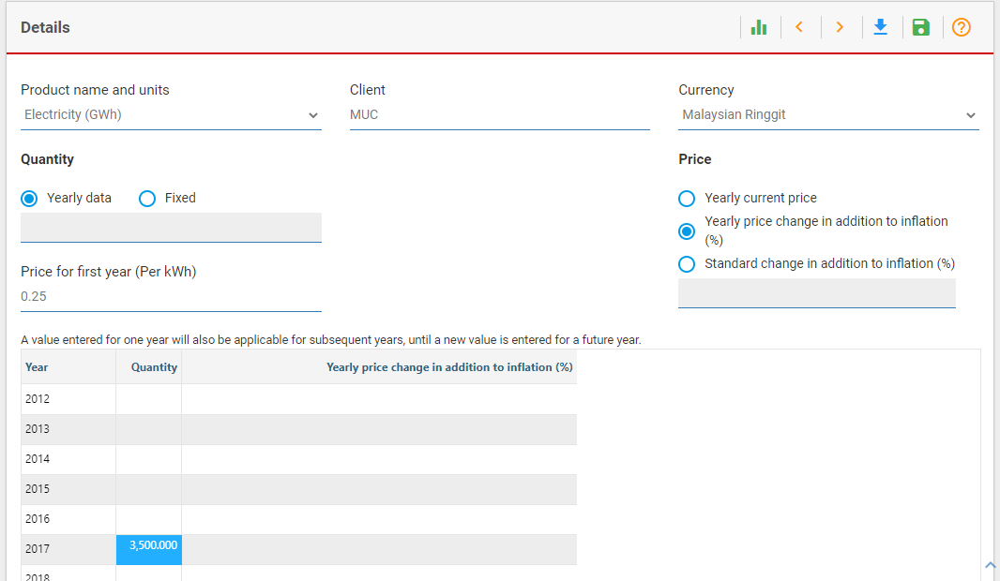 Details
Product name and units
Client
Currency
Electricity (GWh)
MUC
Malaysian Ringgit
Quantity
Price
Yearly data
Fixed
Yearly current price
Yearly price change in addition to inflation
(%)
Standard change in addition to inflation (%)
Price for first year (Per kWh)
0.25
A value entered for one year will also be applicable for subsequent years, until a new value is entered for a future year.
Year Quantity Yearly price change in addition to inflation (%)
2012
2013
2014
2015
2016
2017 3,500.000
2018